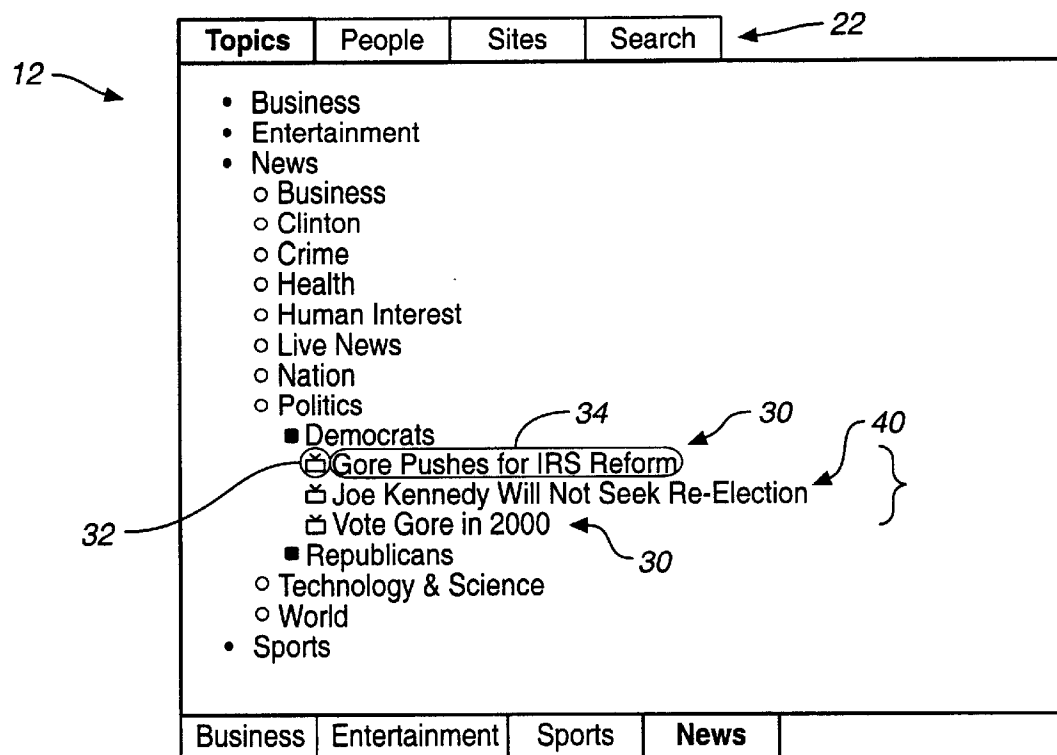 Topics People Sites Search 22
12
• Business
• Entertainment
• News
○ Business
○ Clinton
○ Crime
○ Health
○ Human Interest
○ Live News
○ Nation
○ Politics
34 30 40
■ Democrats
Gore Pushes for IRS Reform
Joe Kennedy Will Not Seek Re-Election
32 Vote Gore in 2000 30
■ Republicans
○ Technology & Science
○ World
• Sports
Business Entertainment Sports News